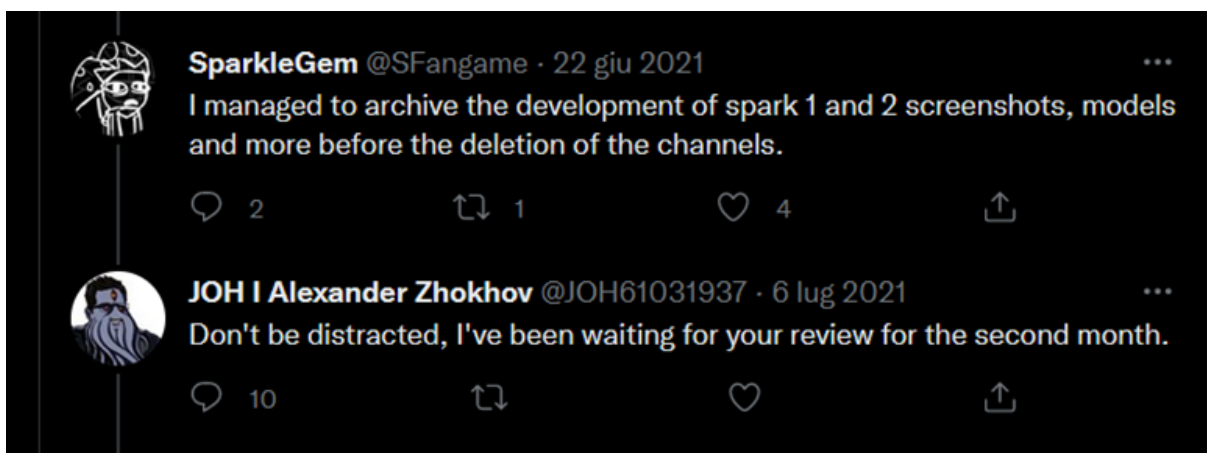 SparkleGem @SFangame · 22 giu 2021
I managed to archive the development of spark 1 and 2 screenshots, models
and more before the deletion of the channels.
2 1 4
JOH I Alexander Zhokhov @JOH61031937 · 6 lug 2021
Don't be distracted, I've been waiting for your review for the second month.
10